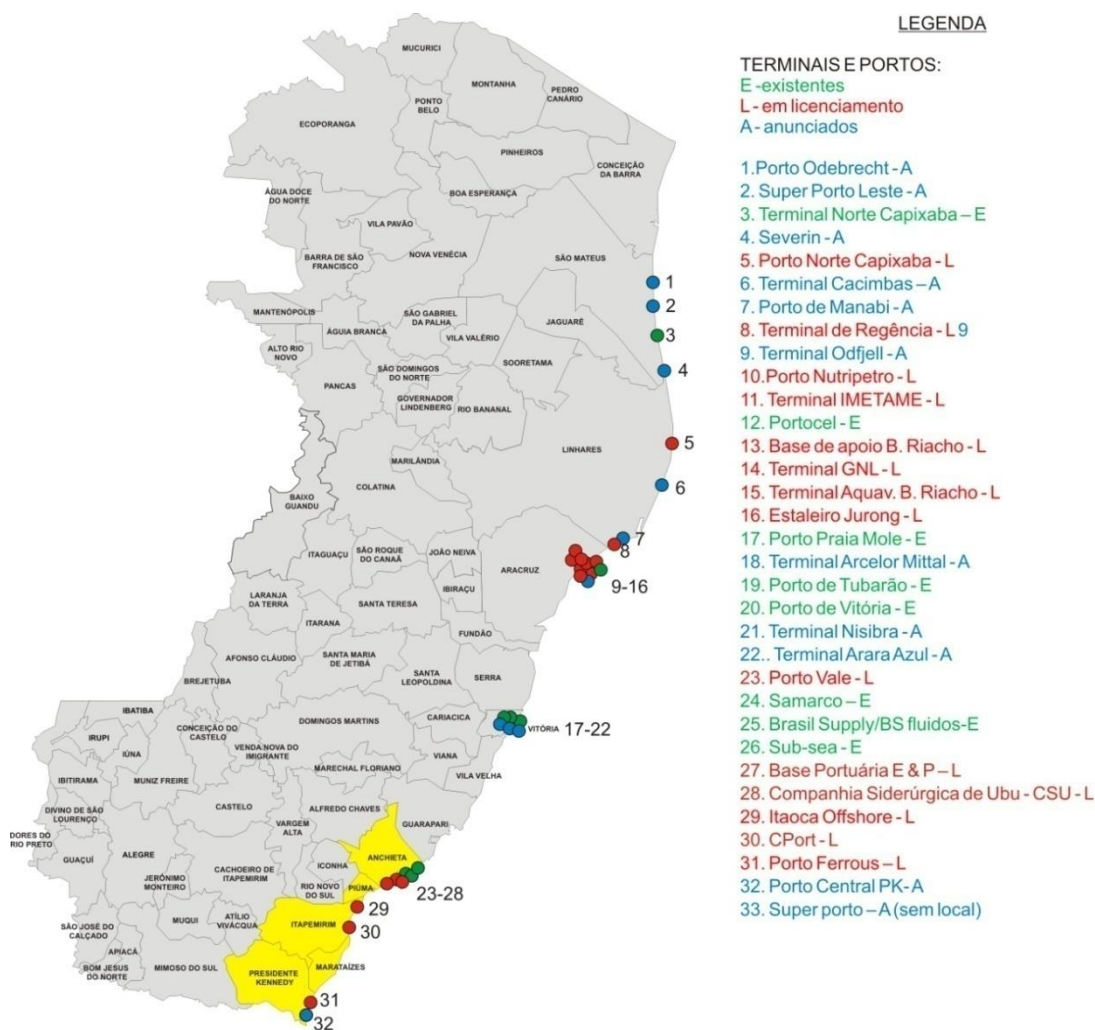 LEGENDA
TERMINAIS E PORTOS:
E -existentes
L - em licenciamento
A - anunciados
1.Porto Odebrecht - A
2. Super Porto Leste - A
3. Terminal Norte Capixaba – E
4. Severin - A
5. Porto Norte Capixaba - L
6. Terminal Cacimbas – A
7. Porto de Manabi - A
8. Terminal de Regência - L 9
9. Terminal Odfjell - A
10.Porto Nutripetro - L
11. Terminal IMETAME - L
12. Portocel - E
13. Base de apoio B. Riacho - L
14. Terminal GNL - L
15. Terminal Aquav. B. Riacho - L
16. Estaleiro Jurong - L
17. Porto Praia Mole - E
18. Terminal Arcelor Mittal - A
19. Porto de Tubarão - E
20. Porto de Vitória - E
21. Terminal Nisibra - A
22.. Terminal Arara Azul - A
23. Porto Vale - L
24. Samarco – E
25. Brasil Supply/BS fluidos-E
26. Sub-sea - E
27. Base Portuária E & P – L
28. Companhia Siderúrgica de Ubu - CSU - L
29. Itaoca Offshore - L
30. CPort - L
31. Porto Ferrous – L
32. Porto Central PK- A
33. Super porto – A (sem local)
MUCURICI
MONTANHA
PEDRO
CANÁRIO
PONTO
BELO
ECOPORANGA
PINHEIROS
CONCEIÇÃO
DA BARRA
ÁGUA DOCE
DO NORTE
BOA ESPERANÇA
VILA PAVÃO
NOVA VENÉCIA
BARRA DE SÃO
FRANCISCO
SÃO MATEUS
1
2
MANTENÓPOLIS
ÁGUIA BRANCA
SÃO GABRIEL
DA PALHA
VILA VALÉRIO
JAGUARÉ
3
ALTO RIO
NOVO
SOORETAMA
4
PANCAS
SÃO DOMINGOS
DO NORTE
GOVERNADOR
LINDENBERG
RIO BANANAL
5
LINHARES
MARILÂNDIA
COLATINA
6
BAIXO
GUANDU
7
8
ITAGUAÇU
SÃO ROQUE
DO CANAÃ
JOÃO NEIVA
ARACRUZ
9-16
LARANJA
DA TERRA
IBIRAÇU
SANTA TERESA
ITARANA
FUNDÃO
AFONSO CLÁUDIO
SANTA MARIA
DE JETIBÁ
SANTA
LEOPOLDINA
SERRA
BREJETUBA
IBATIBA
CONCEIÇÃO DO
CASTELO
DOMINGOS MARTINS
CARIACICA
VITÓRIA
17-22
IRUPI
IÚNA
VENDA NOVA DO
IMIGRANTE
VIANA
MARECHAL FLORIANO
VILA VELHA
IBITIRAMA
MUNIZ FREIRE
DIVINO DE SÃO
LOURENÇO
CASTELO
ALFREDO CHAVES
VARGEM
ALTA
GUARAPARI
DORES DO
RIO PRETO
GUAÇUÍ
ALEGRE
JERÔNIMO
MONTEIRO
CACHOEIRO DE
ITAPEMIRIM
ICONHA
ANCHIETA
RIO NOVO
DO SUL
PIÚMA
23-28
29
SÃO JOSÉ DO
CALÇADO
MUQUI
ATÍLIO
VIVÁCQUA
ITAPEMIRIM
30
APIACÁ
BOM JESUS
DO NORTE
MIMOSO DO SUL
MARATAÍZES
PRESIDENTE
KENNEDY
31
32